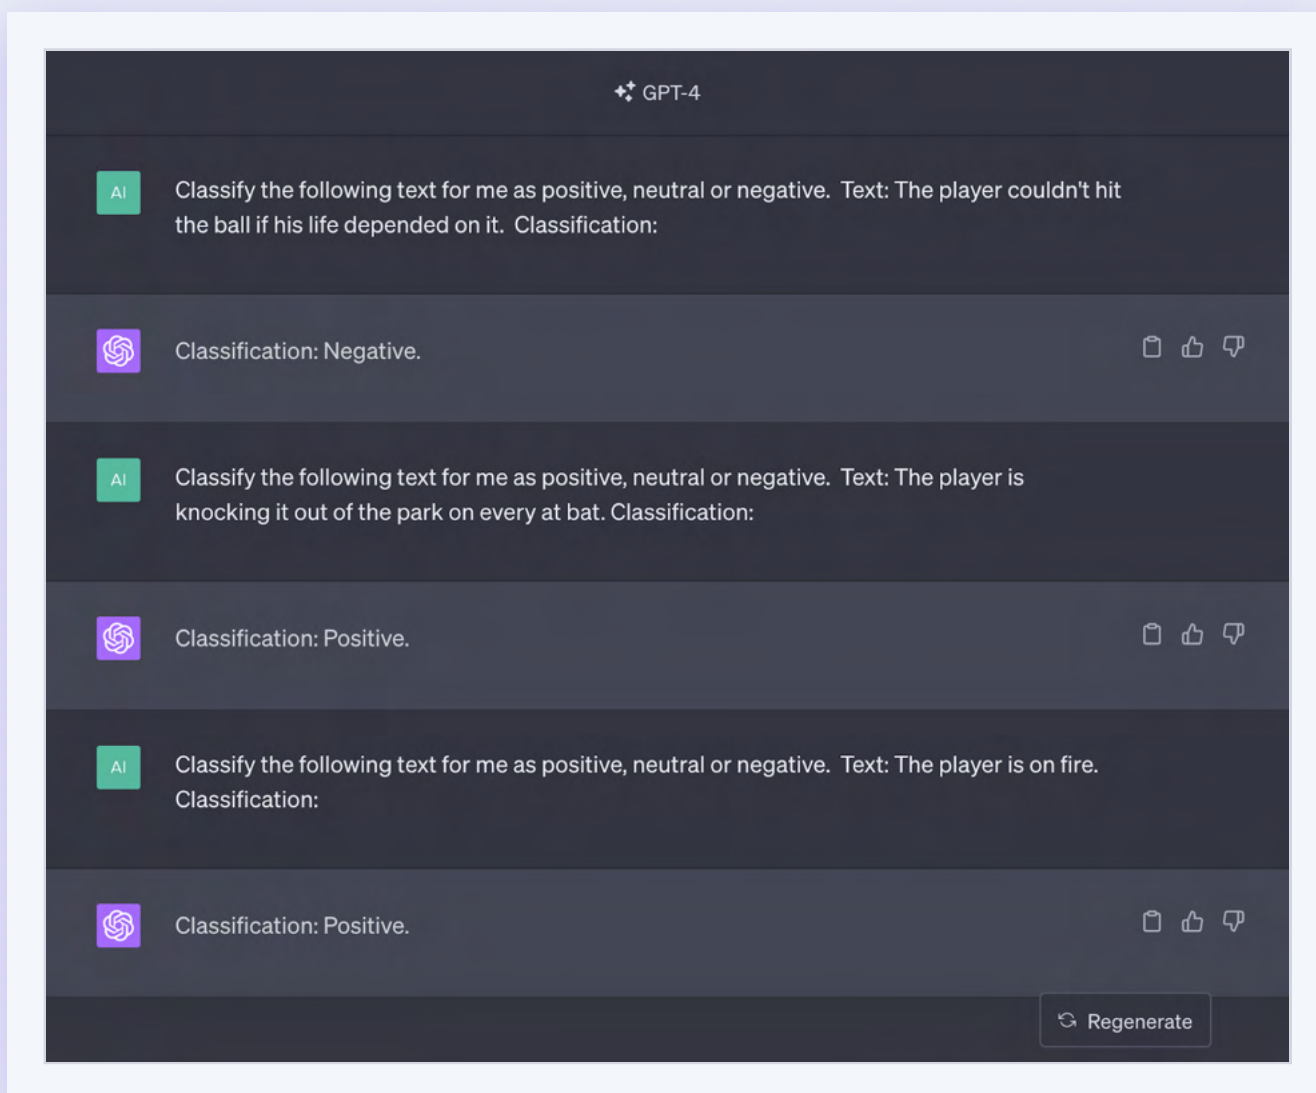 GPT-4
AI
Classify the following text for me as positive, neutral or negative.  Text: The player couldn't hit
the ball if his life depended on it.  Classification:
Classification: Negative.
AI
Classify the following text for me as positive, neutral or negative.  Text: The player is
knocking it out of the park on every at bat. Classification:
Classification: Positive.
AI
Classify the following text for me as positive, neutral or negative.  Text: The player is on fire.
Classification:
Classification: Positive.
Regenerate